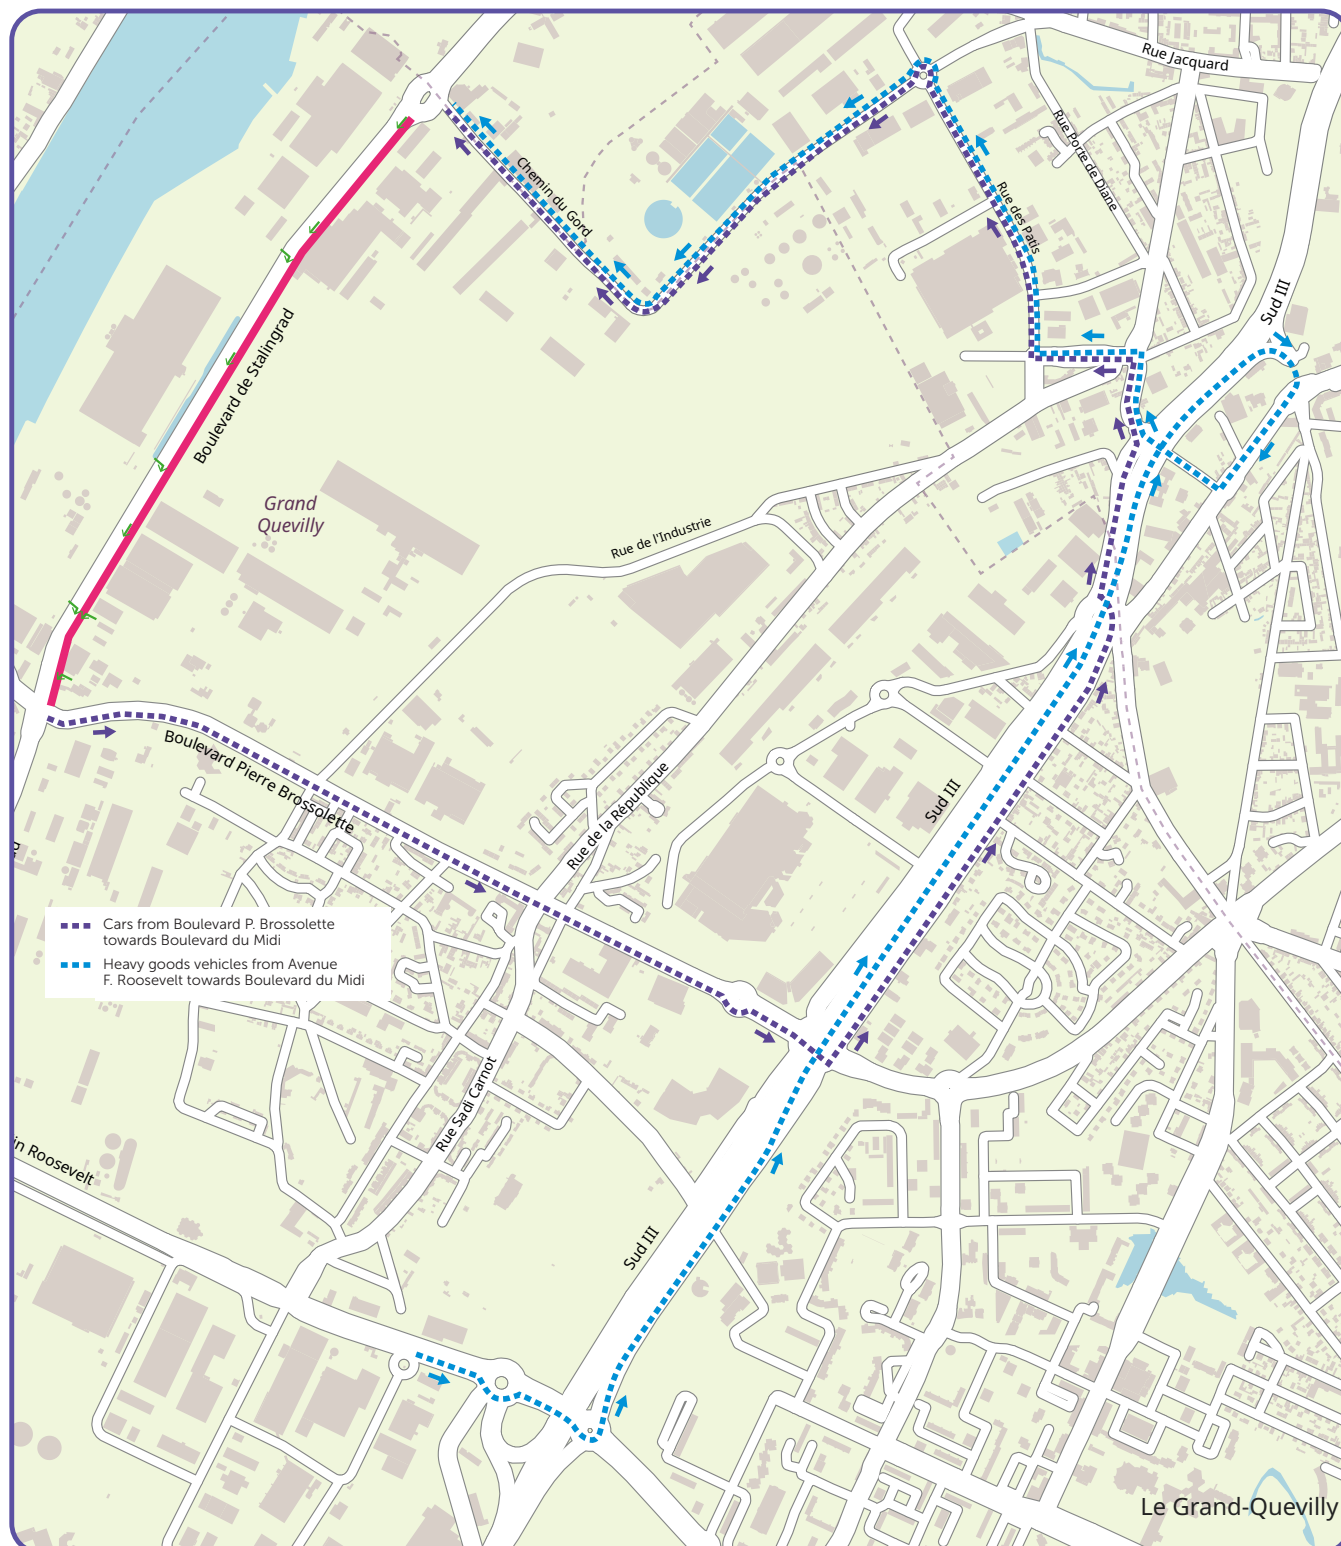 Rue Jacquard
Rue Porte de Diane
Chemin du Gord
Rue des Patis
Sud III
Boulevard de Stalingrad
Grand
Quevilly
Rue de l'Industrie
Boulevard Pierre Brossolette
Rue de la République
Sud III
Cars from Boulevard P. Brossolette
towards Boulevard du Midi
Heavy goods vehicles from Avenue
F. Roosevelt towards Boulevard du Midi
Rue Sadi Carnot
in Roosevelt
Sud III
Le Grand-Quevilly